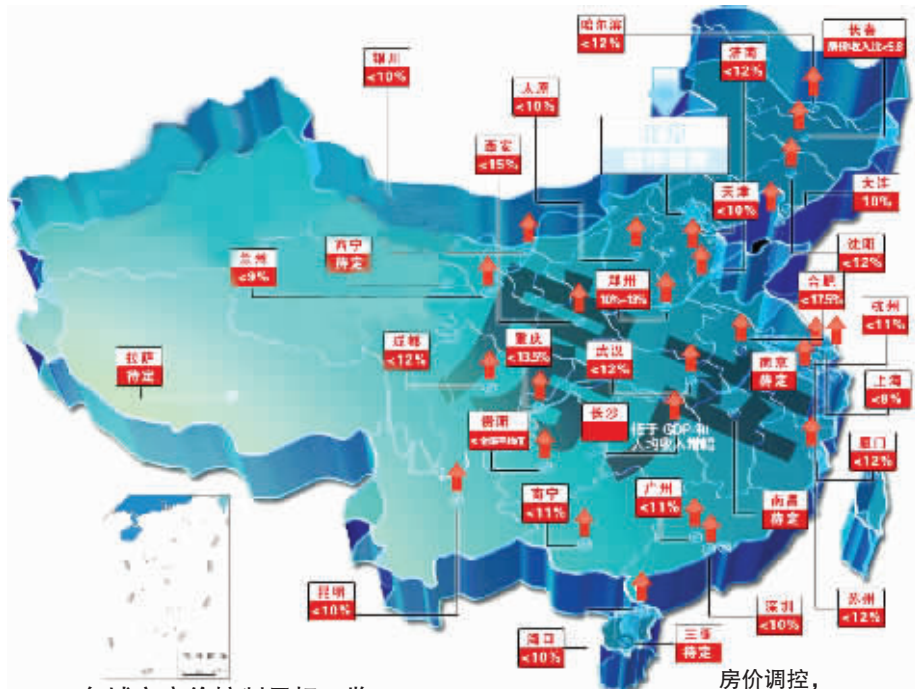 哈尔滨
<12%
长春
房价收入比<5.8
银川
<10%
济南
<12%
太原
<10%
北京
西安
<15%
天津
<10%
大连
10%
西宁
待定
兰州
<9%
沈阳
<12%
郑州
10%-13%
合肥
<17.5%
杭州
<11%
成都
<12%
重庆
<13.5%
武汉
<12%
南京
待定
拉萨
待定
上海
<8%
贵阳
长沙
低于 GDP 和
人均收入增幅
厦门
<12%
南宁
<11%
广州
<11%
南昌
待定
昆明
<10%
深圳
<10%
苏州
<12%
海口
<10%
三亚
待定
房价调控，